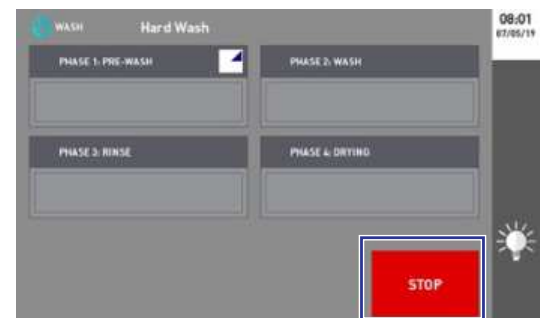 WASH Hard Wash
08:01
07/05/19
PHASE 1: PRE-WASH
PHASE 2: WASH
PHASE 3: RINSE
PHASE 4: DRYING
STOP